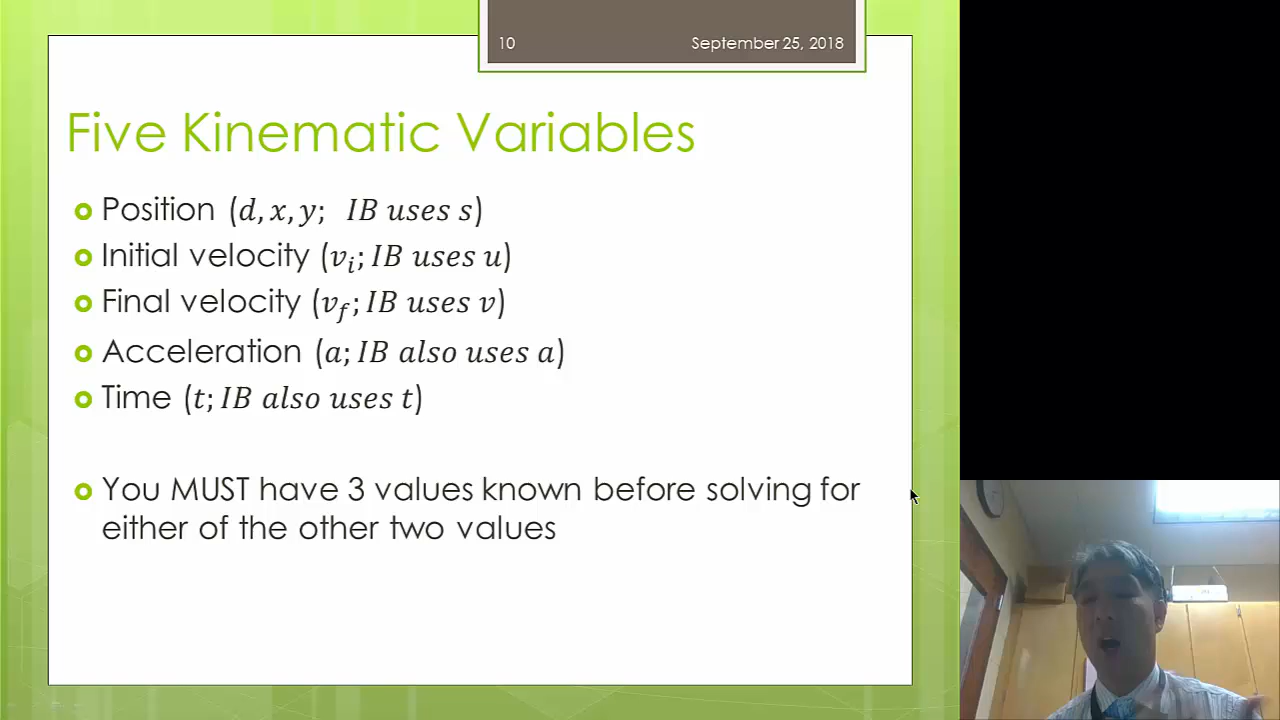 10 September 25, 2018
Five Kinematic Variables
Position (d, x, y; IB uses s)
Initial velocity (vᵢ; IB uses u)
Final velocity (v_f; IB uses v)
Acceleration (a; IB also uses a)
Time (t; IB also uses t)
You MUST have 3 values known before solving for
either of the other two values